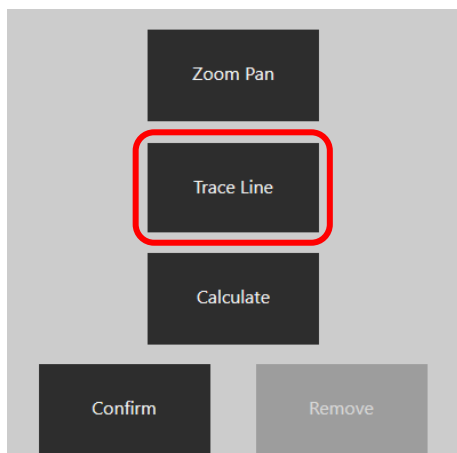 Zoom Pan
Trace Line
Calculate
Confirm
Remove